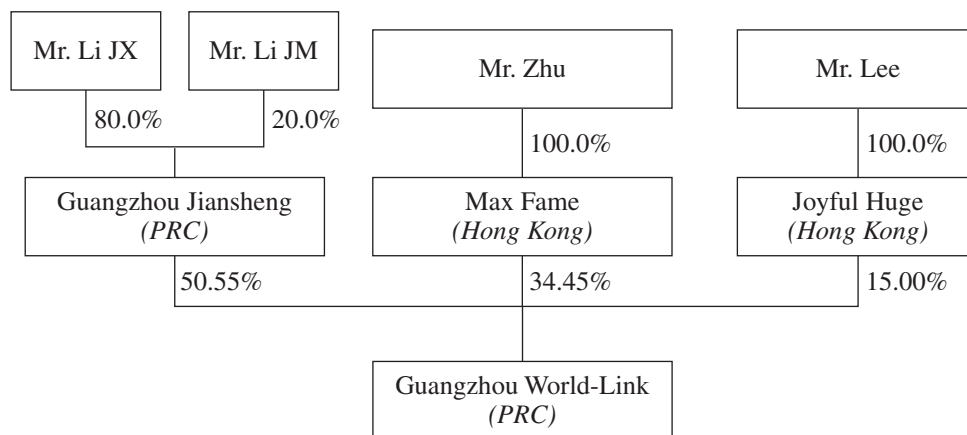 Mr. Li JX
Mr. Li JM
Mr. Zhu
Mr. Lee
80.0%
20.0%
100.0%
100.0%
Guangzhou Jiansheng
(PRC)
Max Fame
(Hong Kong)
Joyful Huge
(Hong Kong)
50.55%
34.45%
15.00%
Guangzhou World-Link
(PRC)